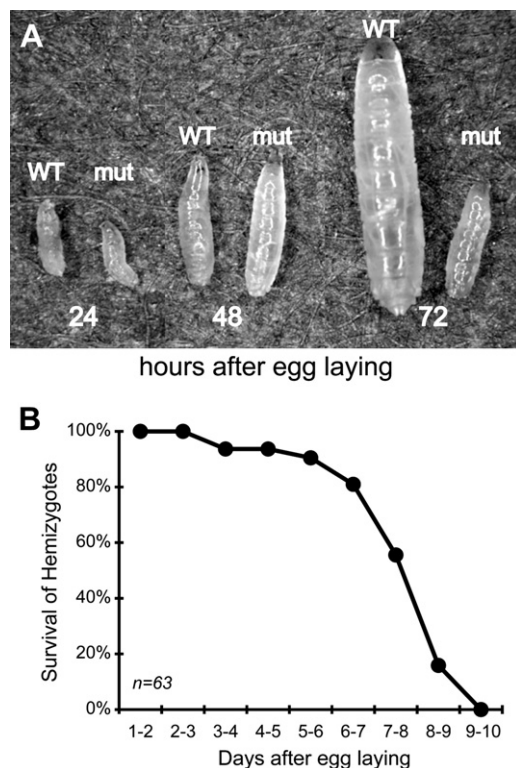 A
WT
WT mut mut
WT mut
24 48 72
hours after egg laying
B
100%
80%
60%
40%
20%
0%
Survival of Hemizygotes
n=63
1-2 2-3 3-4 4-5 5-6 6-7 7-8 8-9 9-10
Days after egg laying